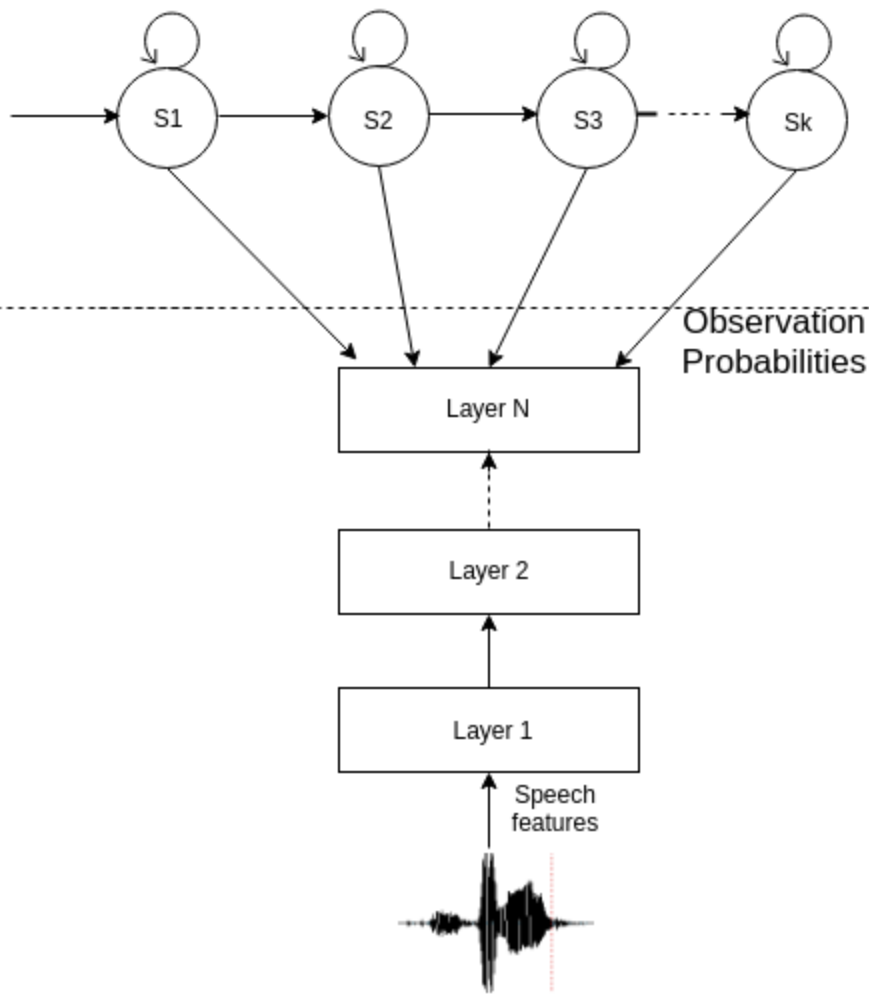 S1
S2
S3
Sk
Observation
Probabilities
Layer N
Layer 2
Layer 1
Speech
features